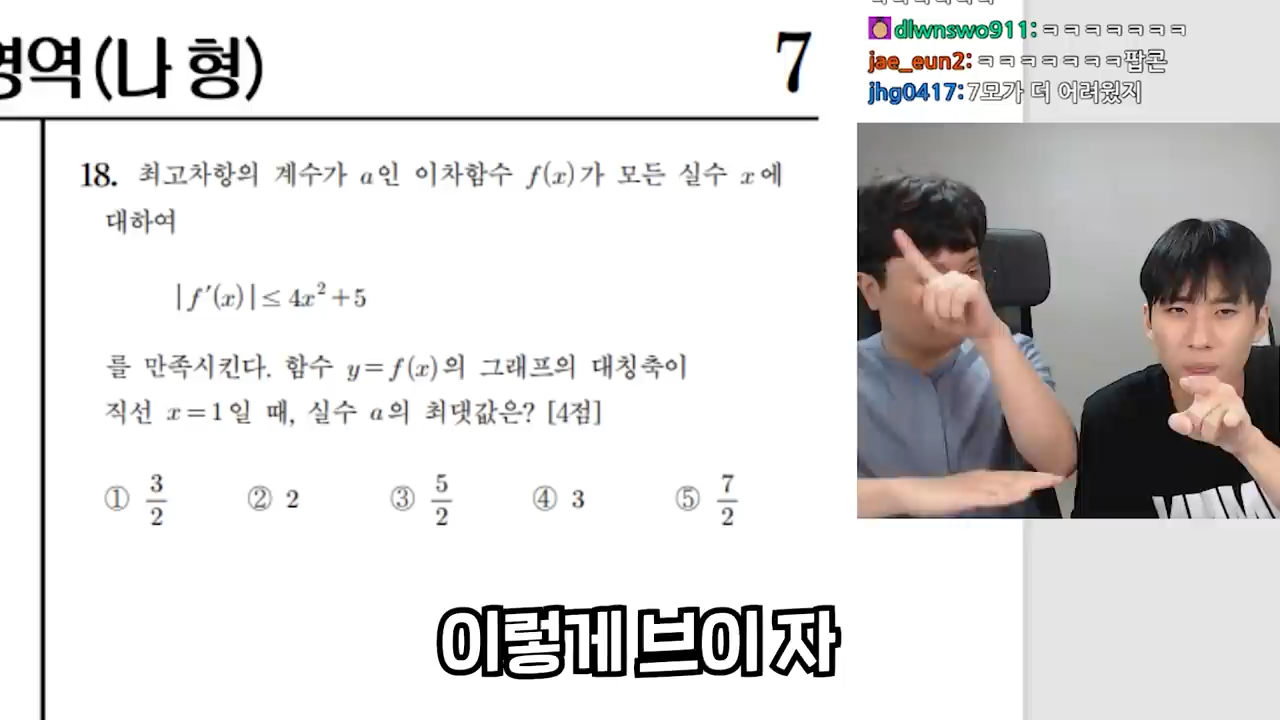 영역(나 형)
7
18. 최고차항의 계수가 a인 이차함수 f(x)가 모든 실수 x에
대하여
|f′(x)| ≤ 4x²+5
를 만족시킨다. 함수 y=f(x)의 그래프의 대칭축이
직선 x=1일 때, 실수 a의 최댓값은? [4점]
① 3/2 ② 2 ③ 5/2 ④ 3 ⑤ 7/2
dlwnswo911: ㅋㅋㅋㅋㅋㅋㅋ
jae_eun2: ㅋㅋㅋㅋㅋㅋㅋ팝콘
jhg0417: 7모가 더 어려웠지
이렇게 브이 자